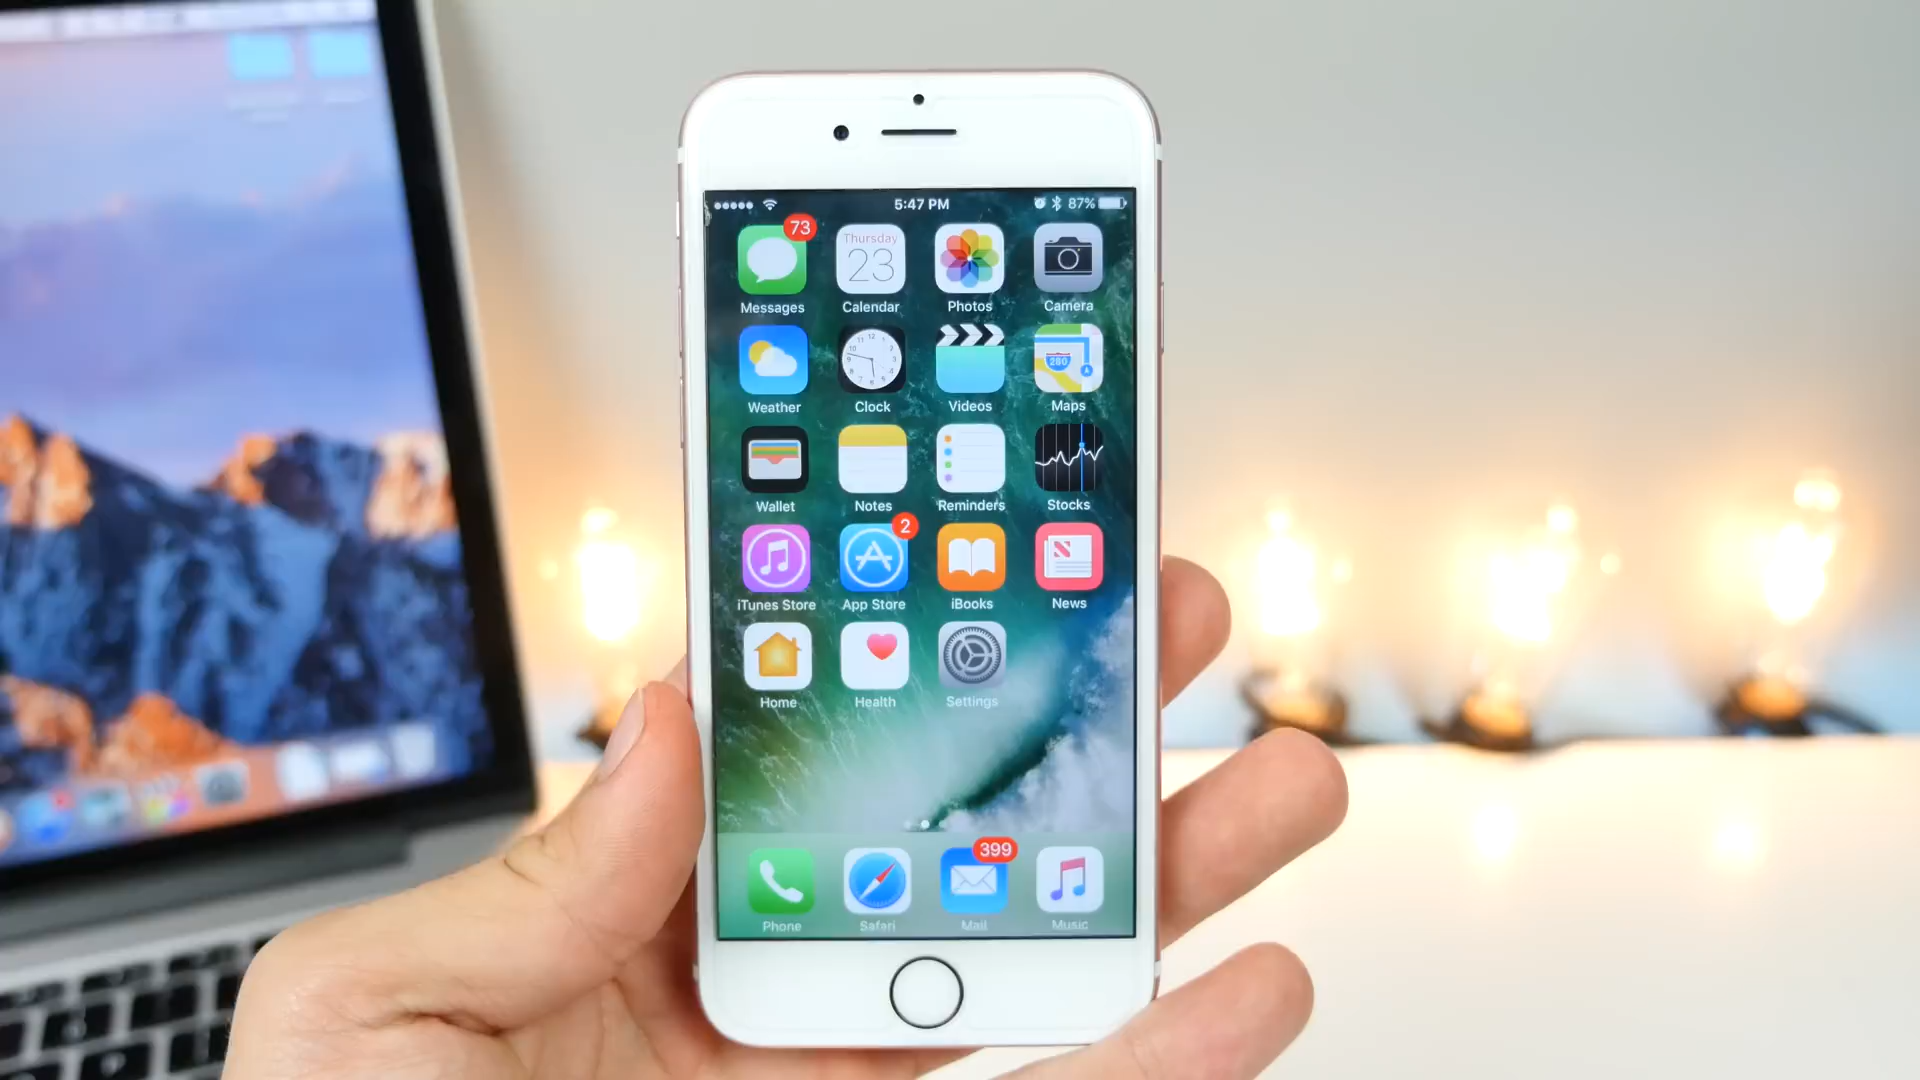 5:47 PM 87%
73
Thursday
23
Messages Calendar Photos Camera
280
Weather Clock Videos Maps
Wallet Notes Reminders Stocks
2
iTunes Store App Store iBooks News
Home Health Settings
399
Phone Safari Mail Music